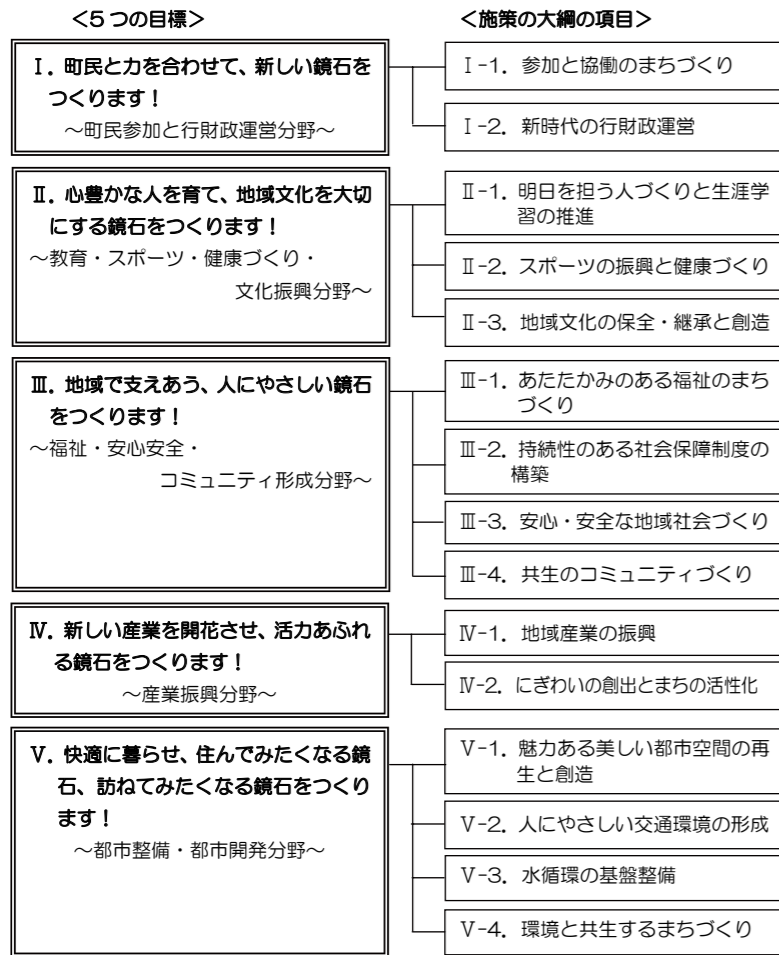 ＜５つの目標＞
＜施策の大綱の項目＞
Ⅰ．町民と力を合わせて、新しい鏡石を
つくります！
～町民参加と行財政運営分野～
Ⅰ-1．参加と協働のまちづくり
Ⅰ-2．新時代の行財政運営
Ⅱ．心豊かな人を育て、地域文化を大切
にする鏡石をつくります！
～教育・スポーツ・健康づくり・
文化振興分野～
Ⅱ-1．明日を担う人づくりと生涯学
習の推進
Ⅱ-2．スポーツの振興と健康づくり
Ⅱ-3．地域文化の保全・継承と創造
Ⅲ．地域で支えあう、人にやさしい鏡石
をつくります！
～福祉・安心安全・
コミュニティ形成分野～
Ⅲ-1．あたたかみのある福祉のまち
づくり
Ⅲ-2．持続性のある社会保障制度の
構築
Ⅲ-3．安心・安全な地域社会づくり
Ⅲ-4．共生のコミュニティづくり
Ⅳ．新しい産業を開花させ、活力あふれ
る鏡石をつくります！
～産業振興分野～
Ⅳ-1．地域産業の振興
Ⅳ-2．にぎわいの創出とまちの活性化
Ⅴ．快適に暮らせ、住んでみたくなる鏡
石、訪ねてみたくなる鏡石をつくり
ます！
～都市整備・都市開発分野～
Ⅴ-1．魅力ある美しい都市空間の再
生と創造
Ⅴ-2．人にやさしい交通環境の形成
Ⅴ-3．水循環の基盤整備
Ⅴ-4．環境と共生するまちづくり